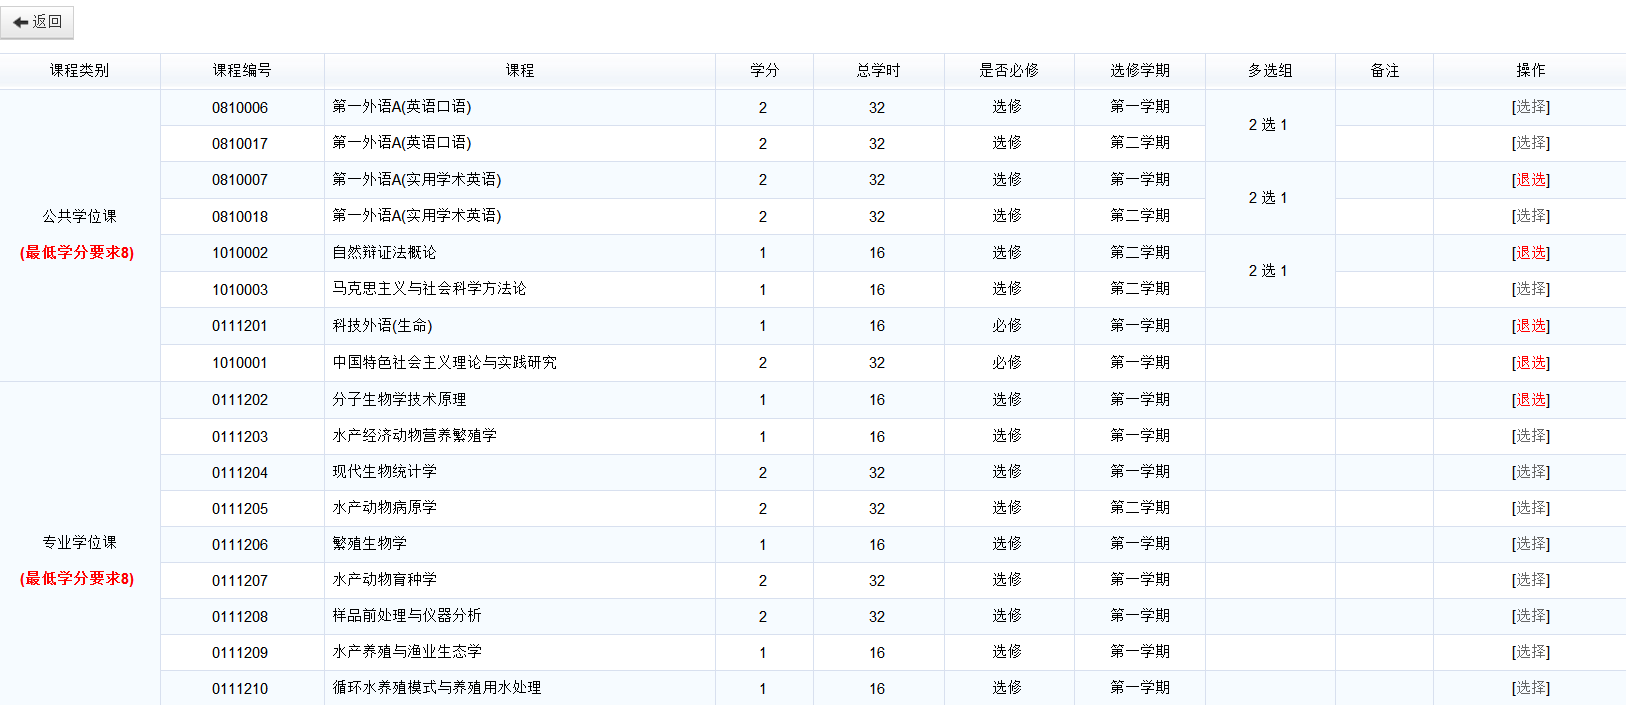 返回
课程类别 课程编号 课程 学分 总学时 是否必修 选修学期 多选组 备注 操作
公共学位课
(最低学分要求8)
0810006 第一外语A(英语口语) 2 32 选修 第一学期 2 选 1 [选择]
0810017 第一外语A(英语口语) 2 32 选修 第二学期 [选择]
0810007 第一外语A(实用学术英语) 2 32 选修 第一学期 2 选 1 [退选]
0810018 第一外语A(实用学术英语) 2 32 选修 第二学期 [选择]
1010002 自然辩证法概论 1 16 选修 第二学期 2 选 1 [退选]
1010003 马克思主义与社会科学方法论 1 16 选修 第二学期 [选择]
0111201 科技外语(生命) 1 16 必修 第一学期 [退选]
1010001 中国特色社会主义理论与实践研究 2 32 必修 第一学期 [退选]
专业学位课
(最低学分要求8)
0111202 分子生物学技术原理 1 16 选修 第一学期 [退选]
0111203 水产经济动物营养繁殖学 1 16 选修 第一学期 [选择]
0111204 现代生物统计学 2 32 选修 第一学期 [选择]
0111205 水产动物病原学 2 32 选修 第二学期 [选择]
0111206 繁殖生物学 1 16 选修 第一学期 [选择]
0111207 水产动物育种学 2 32 选修 第一学期 [选择]
0111208 样品前处理与仪器分析 2 32 选修 第一学期 [选择]
0111209 水产养殖与渔业生态学 1 16 选修 第一学期 [选择]
0111210 循环水养殖模式与养殖用水处理 1 16 选修 第一学期 [选择]